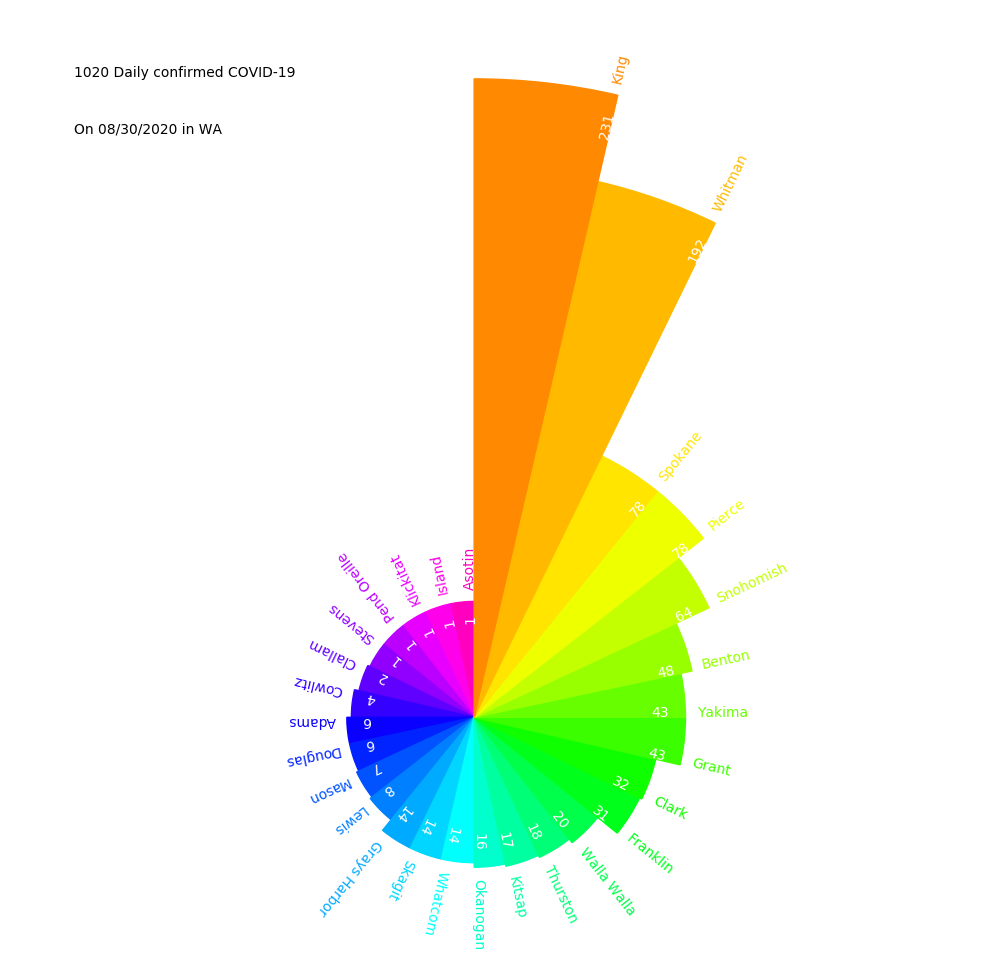 1020 Daily confirmed COVID-19
On 08/30/2020 in WA
King
231
Whitman
192
Spokane
78
Pierce
78
Snohomish
64
Benton
48
Yakima
43
Grant
43
Clark
32
Franklin
31
Walla Walla
20
Thurston
18
Kitsap
17
Okanogan
16
Whatcom
14
Skagit
14
Grays Harbor
14
Lewis
8
Mason
7
Douglas
6
Adams
6
Cowlitz
4
Clallam
2
Stevens
1
Pend Oreille
1
Klickitat
1
Island
1
Asotin
1